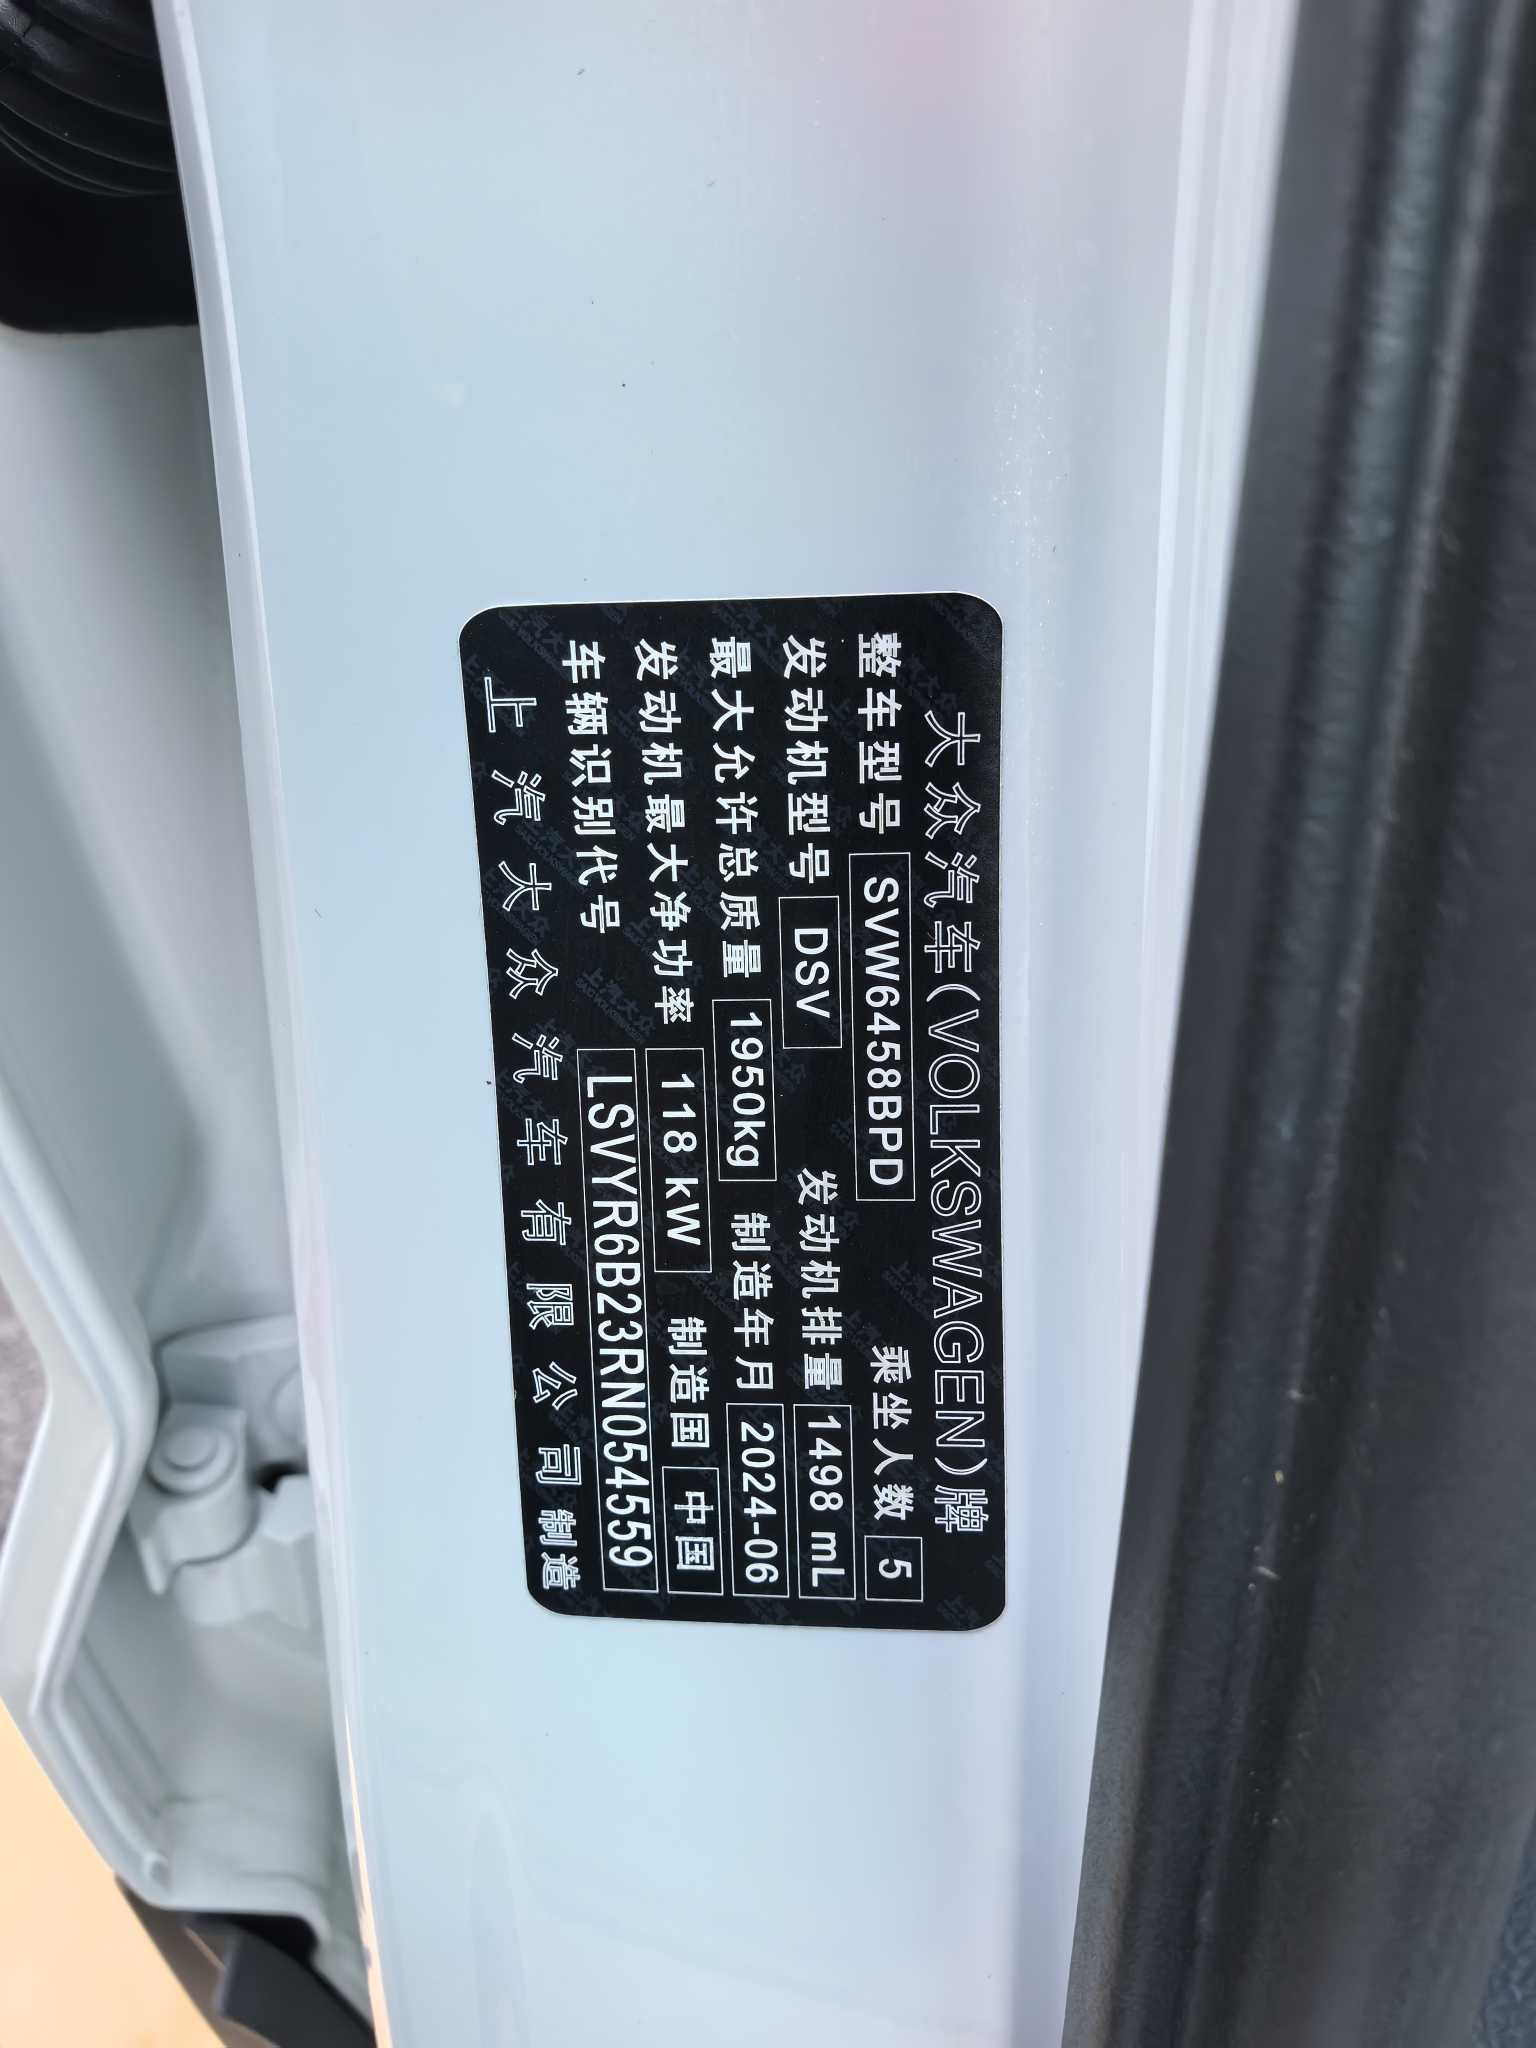 大众汽车(VOLKSWAGEN)牌
整车型号 SVW6458BPD 乘坐人数 5
发动机型号 DSV 发动机排量 1498 mL
最大允许总质量 1950kg 制造年月 2024-06
发动机最大净功率 118 kW 制造国 中国
车辆识别代号 LSVYR6B23RN054559
上汽大众汽车有限公司制造